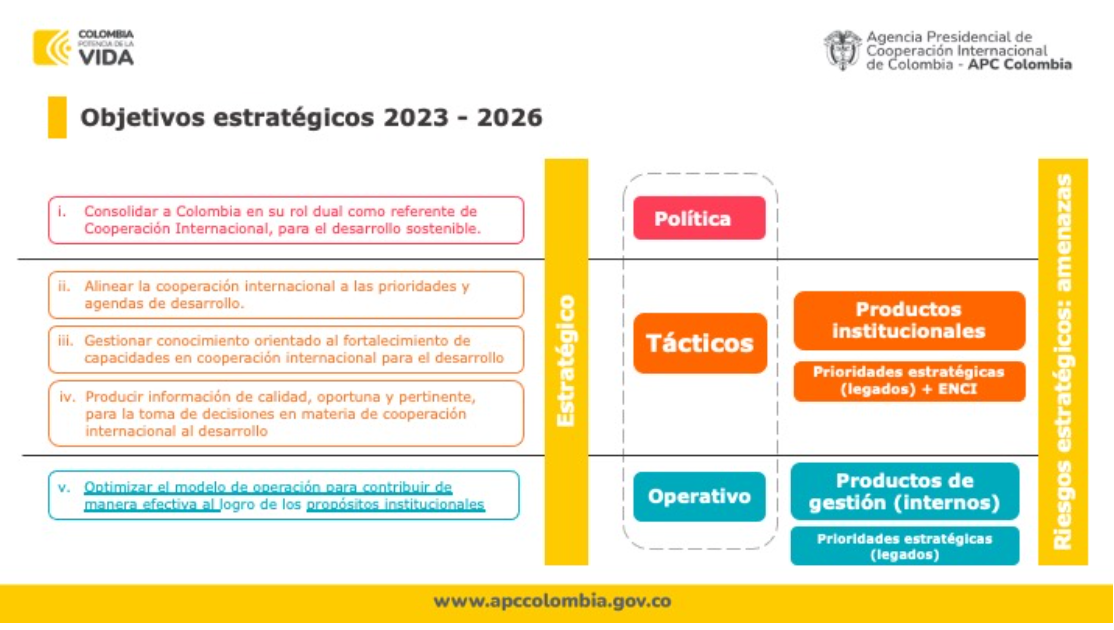 COLOMBIA
POTENCIA DE LA
VIDA
Agencia Presidencial de
Cooperación Internacional
de Colombia - APC Colombia
Objetivos estratégicos 2023 - 2026
i. Consolidar a Colombia en su rol dual como referente de
Cooperación Internacional, para el desarrollo sostenible.
ii. Alinear la cooperación internacional a las prioridades y
agendas de desarrollo.
iii. Gestionar conocimiento orientado al fortalecimiento de
capacidades en cooperación internacional para el desarrollo
iv. Producir información de calidad, oportuna y pertinente,
para la toma de decisiones en materia de cooperación
internacional al desarrollo
v. Optimizar el modelo de operación para contribuir de
manera efectiva al logro de los propósitos institucionales
Estratégico
Política
Tácticos
Operativo
Productos
institucionales
Prioridades estratégicas
(legados) + ENCI
Productos de
gestión (internos)
Prioridades estratégicas
(legados)
Riesgos estratégicos: amenazas
www.apccolombia.gov.co